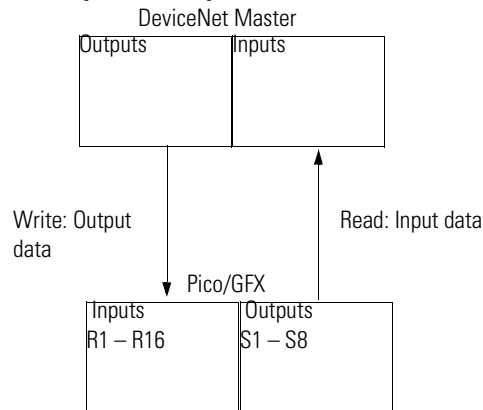 DeviceNet Master
Outputs Inputs
Write: Output
data
Read: Input data
Pico/GFX
Inputs Outputs
R1 – R16 S1 – S8